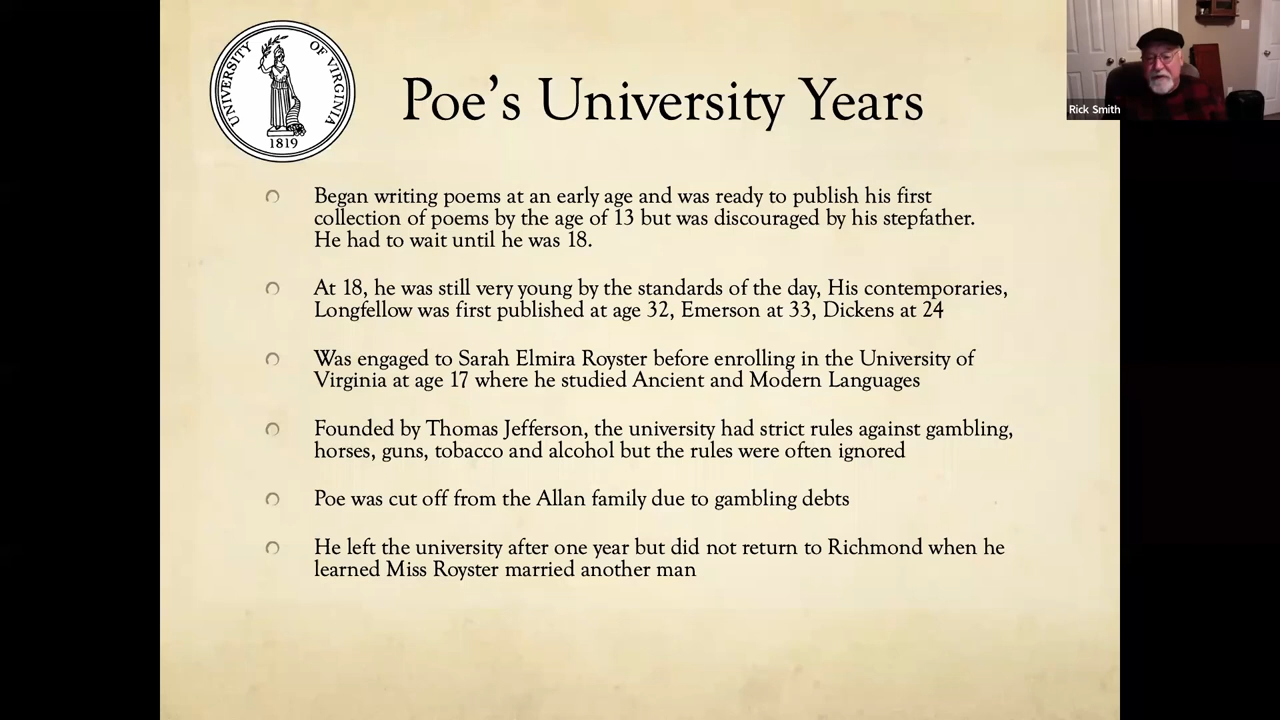 UNIVERSITY OF VIRGINIA
1819
Poe's University Years
Rick Smith
Began writing poems at an early age and was ready to publish his first
collection of poems by the age of 13 but was discouraged by his stepfather.
He had to wait until he was 18.
At 18, he was still very young by the standards of the day, His contemporaries,
Longfellow was first published at age 32, Emerson at 33, Dickens at 24
Was engaged to Sarah Elmira Royster before enrolling in the University of
Virginia at age 17 where he studied Ancient and Modern Languages
Founded by Thomas Jefferson, the university had strict rules against gambling,
horses, guns, tobacco and alcohol but the rules were often ignored
Poe was cut off from the Allan family due to gambling debts
He left the university after one year but did not return to Richmond when he
learned Miss Royster married another man